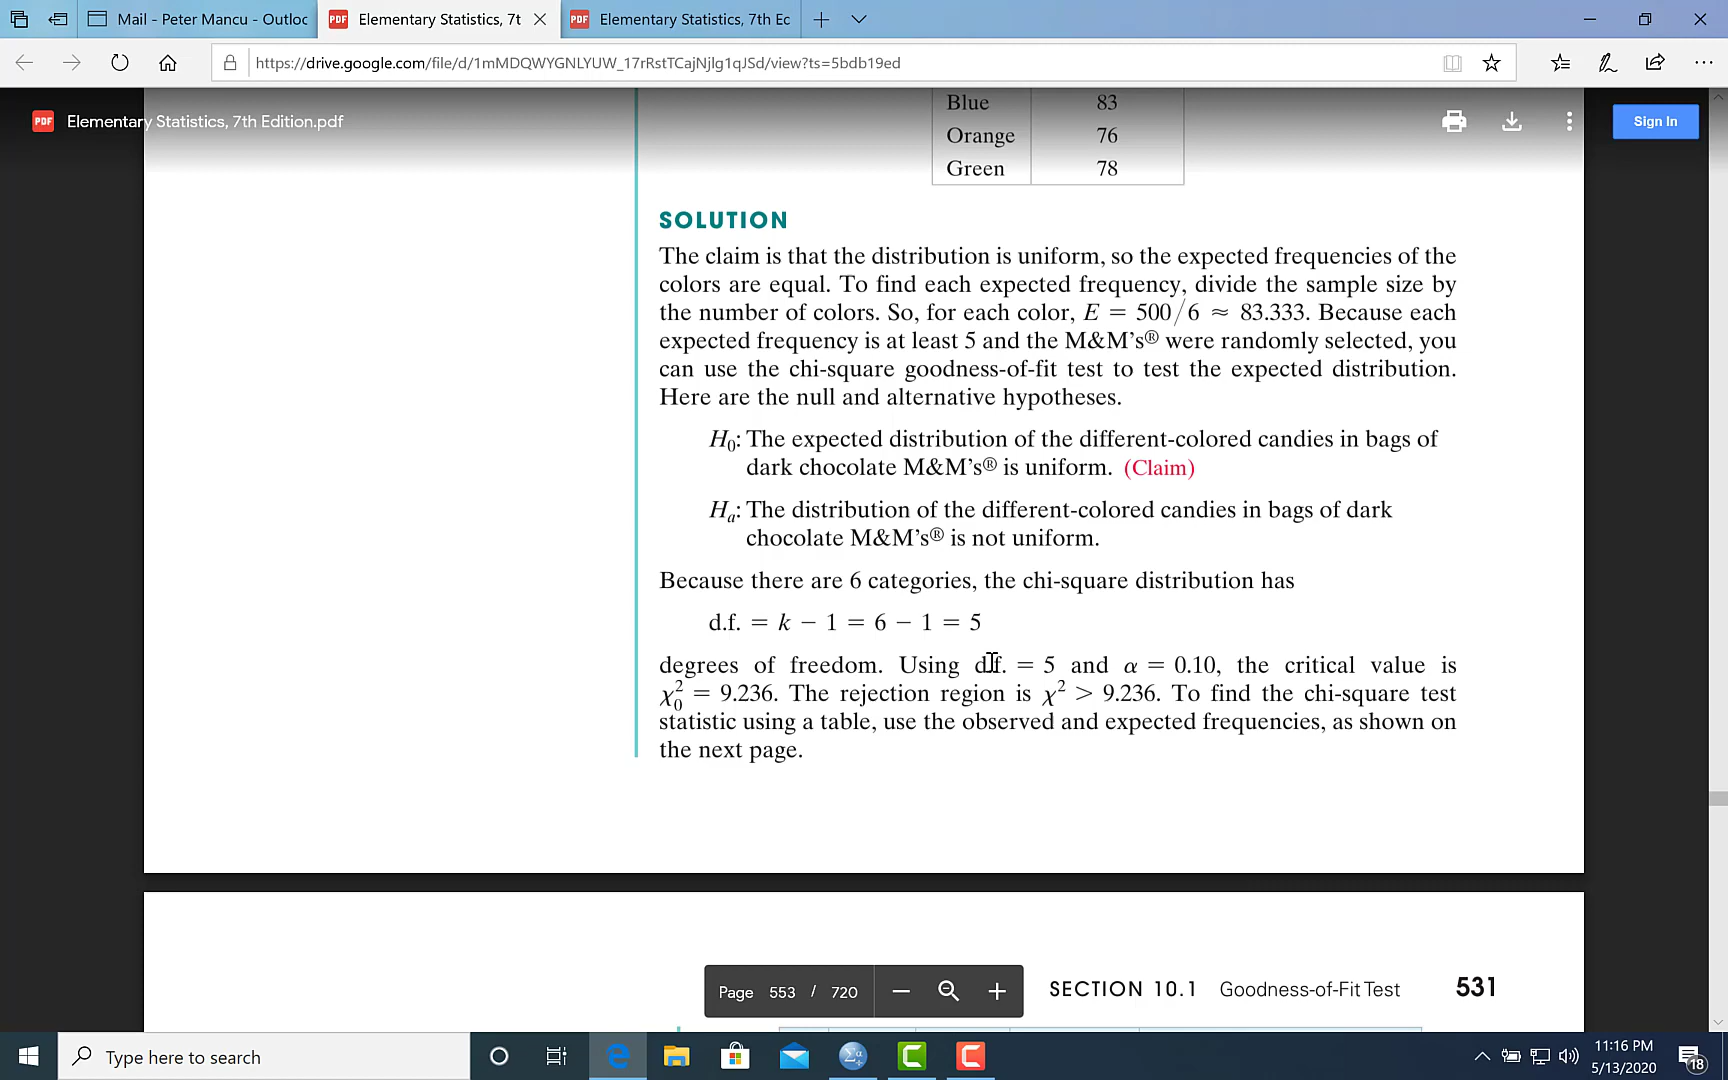 Mail - Peter Mancu - Outloc
PDF Elementary Statistics, 7t
PDF Elementary Statistics, 7th Ec
https://drive.google.com/file/d/1mMDQWYGNLYUW_17rRstTCajNjlg1qJSd/view?ts=5bdb19ed
PDF Elementary Statistics, 7th Edition.pdf
Sign In
Blue 83
Orange 76
Green 78
SOLUTION
The claim is that the distribution is uniform, so the expected frequencies of the
colors are equal. To find each expected frequency, divide the sample size by
the number of colors. So, for each color, E = 500/6 ≈ 83.333. Because each
expected frequency is at least 5 and the M&M's® were randomly selected, you
can use the chi-square goodness-of-fit test to test the expected distribution.
Here are the null and alternative hypotheses.
H₀: The expected distribution of the different-colored candies in bags of
dark chocolate M&M's® is uniform. (Claim)
Hₐ: The distribution of the different-colored candies in bags of dark
chocolate M&M's® is not uniform.
Because there are 6 categories, the chi-square distribution has
d.f. = k − 1 = 6 − 1 = 5
degrees of freedom. Using d.f. = 5 and α = 0.10, the critical value is
χ₀² = 9.236. The rejection region is χ² > 9.236. To find the chi-square test
statistic using a table, use the observed and expected frequencies, as shown on
the next page.
Page 553 / 720
SECTION 10.1 Goodness-of-Fit Test 531
Type here to search
11:16 PM
5/13/2020
18